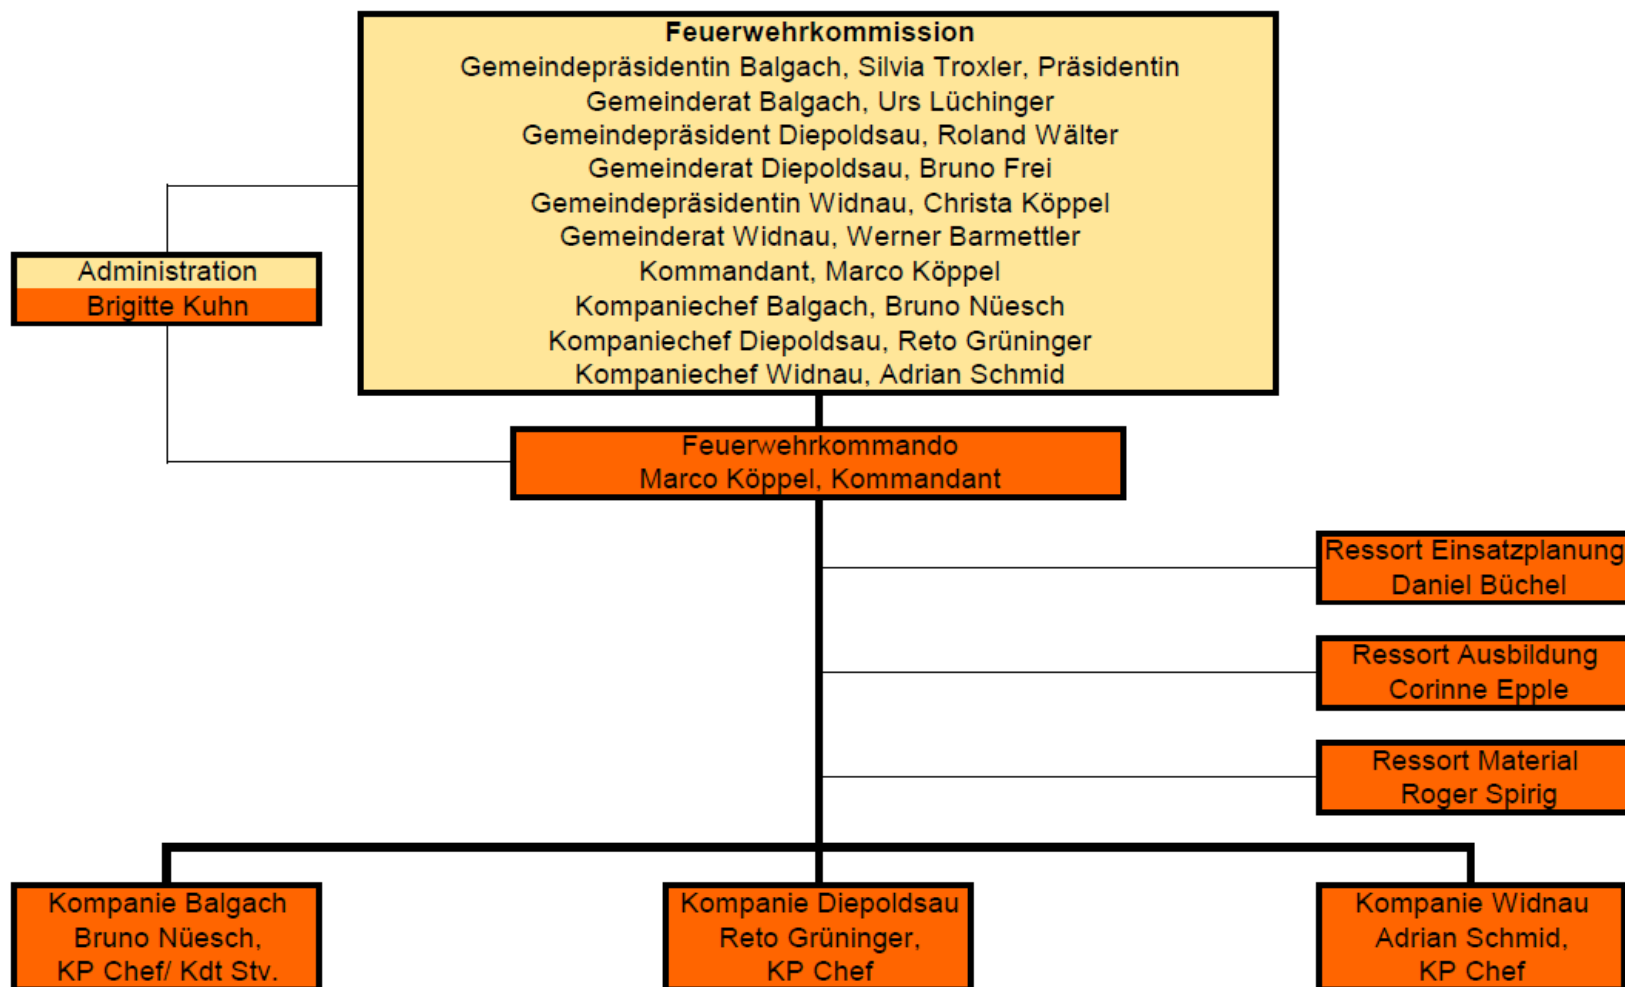 Feuerwehrkommission
Gemeindepräsidentin Balgach, Silvia Troxler, Präsidentin
Gemeinderat Balgach, Urs Lüchinger
Gemeindepräsident Diepoldsau, Roland Wälter
Gemeinderat Diepoldsau, Bruno Frei
Gemeindepräsidentin Widnau, Christa Köppel
Gemeinderat Widnau, Werner Barmettler
Kommandant, Marco Köppel
Kompaniechef Balgach, Bruno Nüesch
Kompaniechef Diepoldsau, Reto Grüninger
Kompaniechef Widnau, Adrian Schmid
Administration
Brigitte Kuhn
Feuerwehrkommando
Marco Köppel, Kommandant
Ressort Einsatzplanung
Daniel Büchel
Ressort Ausbildung
Corinne Epple
Ressort Material
Roger Spirig
Kompanie Balgach
Bruno Nüesch,
KP Chef/ Kdt Stv.
Kompanie Diepoldsau
Reto Grüninger,
KP Chef
Kompanie Widnau
Adrian Schmid,
KP Chef